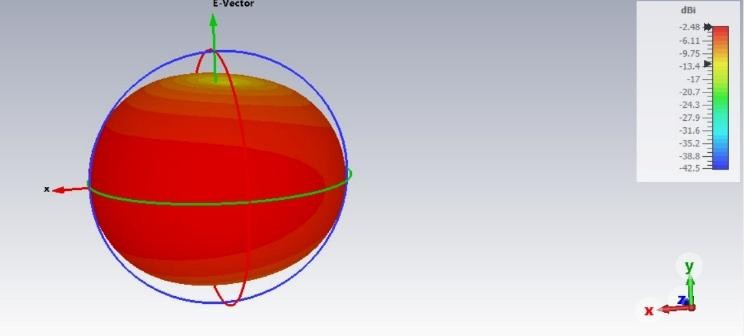 E-Vector
dBi
-2.48
-6.11
-9.75
-13.4
-17
-20.7
-24.3
-27.9
-31.6
-35.2
-38.8
-42.5
x
y
z
x